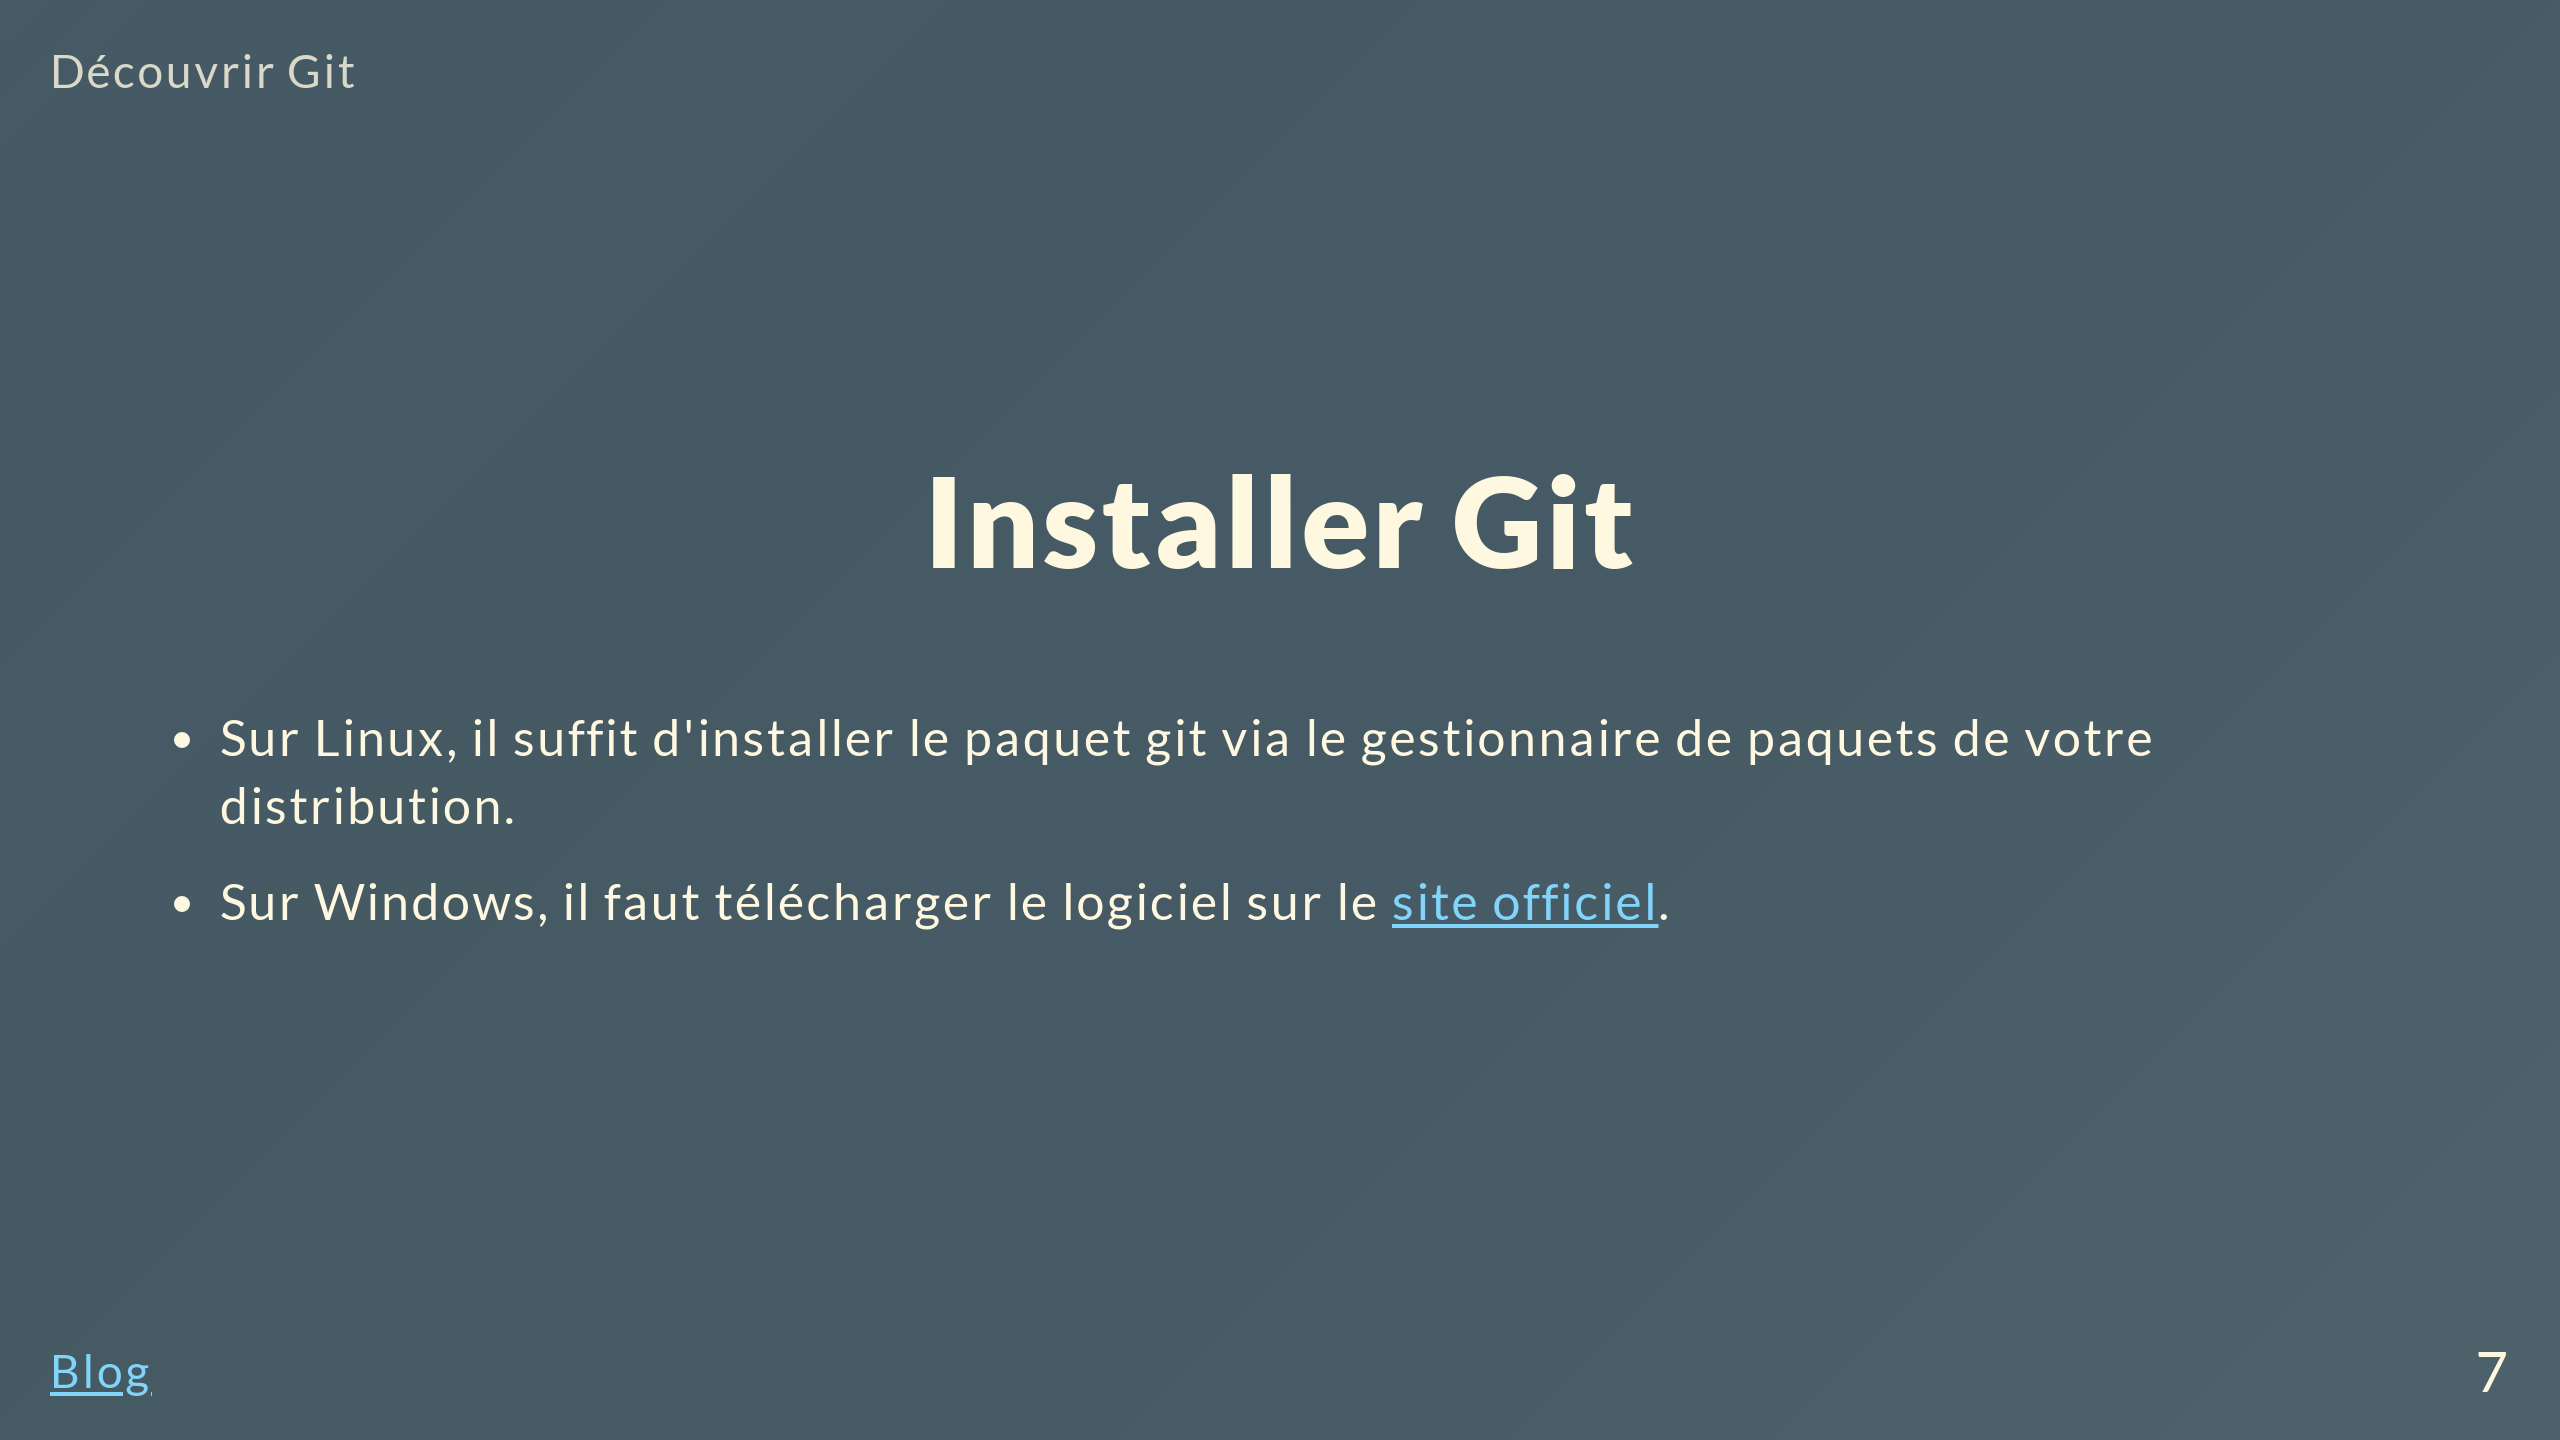 Découvrir Git
Installer Git
• Sur Linux, il suffit d'installer le paquet git via le gestionnaire de paquets de votre
distribution.
• Sur Windows, il faut télécharger le logiciel sur le site officiel.
Blog
7